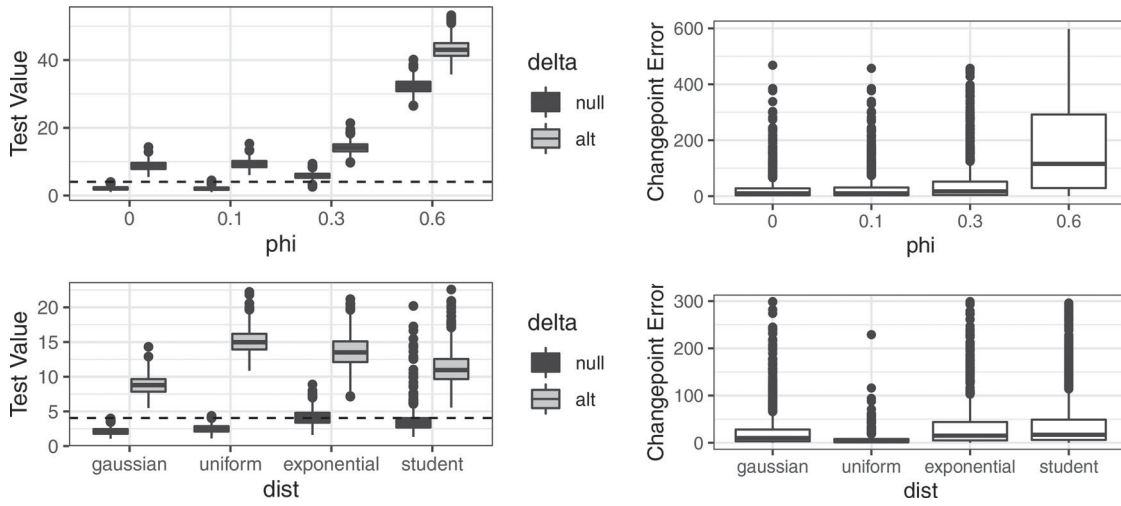 Test Value
40
20
0
0
0.1
0.3
0.6
phi
delta
null
alt
Changepoint Error
600
400
200
0
0
0.1
0.3
0.6
phi
Test Value
20
15
10
5
0
gaussian
uniform
exponential
student
dist
delta
null
alt
Changepoint Error
300
200
100
0
gaussian
uniform
exponential
student
dist